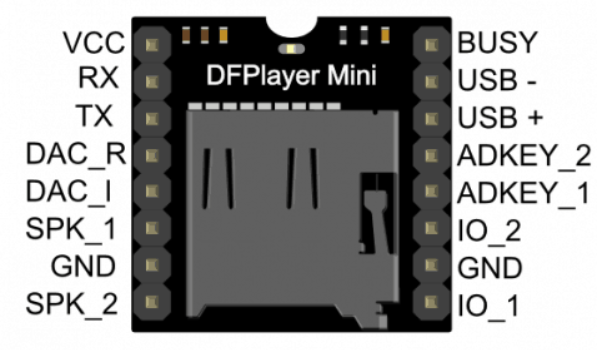 VCC
RX
TX
DAC_R
DAC_I
SPK_1
GND
SPK_2
DFPlayer Mini
BUSY
USB -
USB +
ADKEY_2
ADKEY_1
IO_2
GND
IO_1